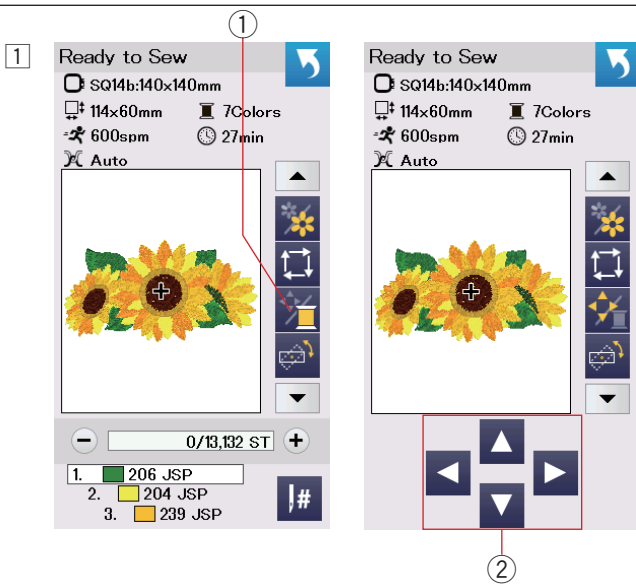 ①
1
Ready to Sew
SQ14b:140x140mm
114x60mm 7Colors
600spm 27min
Auto
0/13,132 ST
1. 206 JSP
2. 204 JSP
3. 239 JSP
#
Ready to Sew
SQ14b:140x140mm
114x60mm 7Colors
600spm 27min
Auto
②